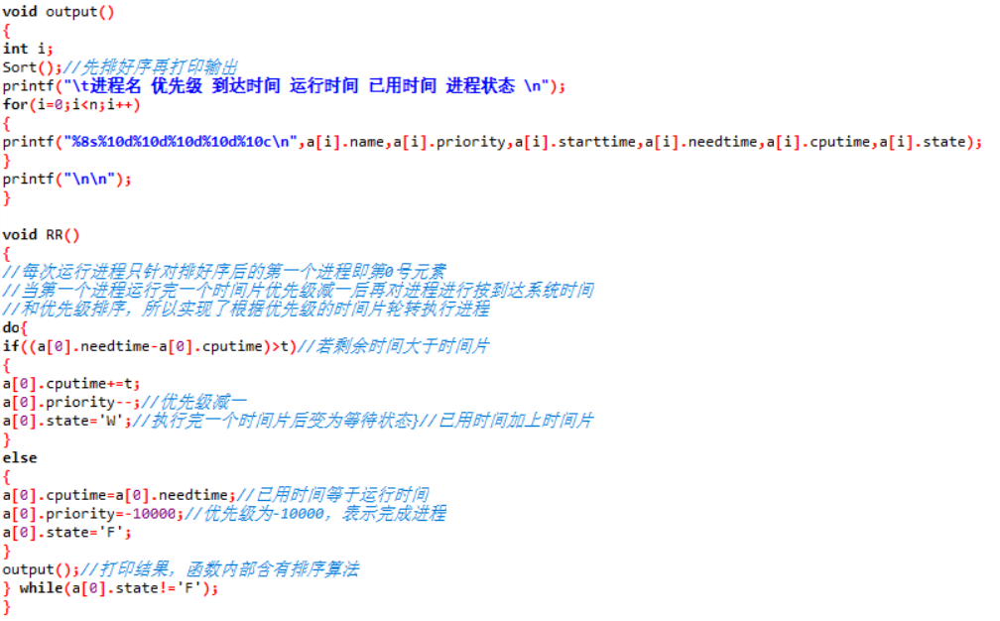 void output()
{
int i;
Sort();//先排好序再打印输出
printf("\t进程名 优先级 到达时间 运行时间 已用时间 进程状态 \n");
for(i=0;i<n;i++)
{
printf("%8s%10d%10d%10d%10d%10c\n",a[i].name,a[i].priority,a[i].starttime,a[i].needtime,a[i].cputime,a[i].state);
}
printf("\n\n");
}

void RR()
{
//每次运行进程只针对排好序后的第一个进程即第0号元素
//当第一个进程运行完一个时间片优先级减一后再对进程进行按到达系统时间
//和优先级排序，所以实现了根据优先级的时间片轮转执行进程
do{
if((a[0].needtime-a[0].cputime)>t)//若剩余时间大于时间片
{
a[0].cputime+=t;
a[0].priority--;//优先级减一
a[0].state='W';//执行完一个时间片后变为等待状态}//已用时间加上时间片
}
else
{
a[0].cputime=a[0].needtime;//已用时间等于运行时间
a[0].priority=-10000;//优先级为-10000，表示完成进程
a[0].state='F';
}
output();//打印结果，函数内部含有排序算法
} while(a[0].state!='F');
}